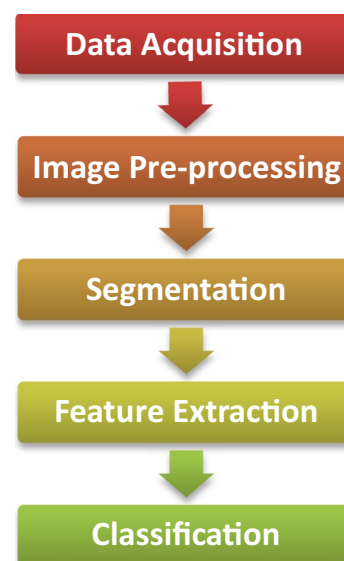 Data Acquisition
Image Pre-processing
Segmentation
Feature Extraction
Classification